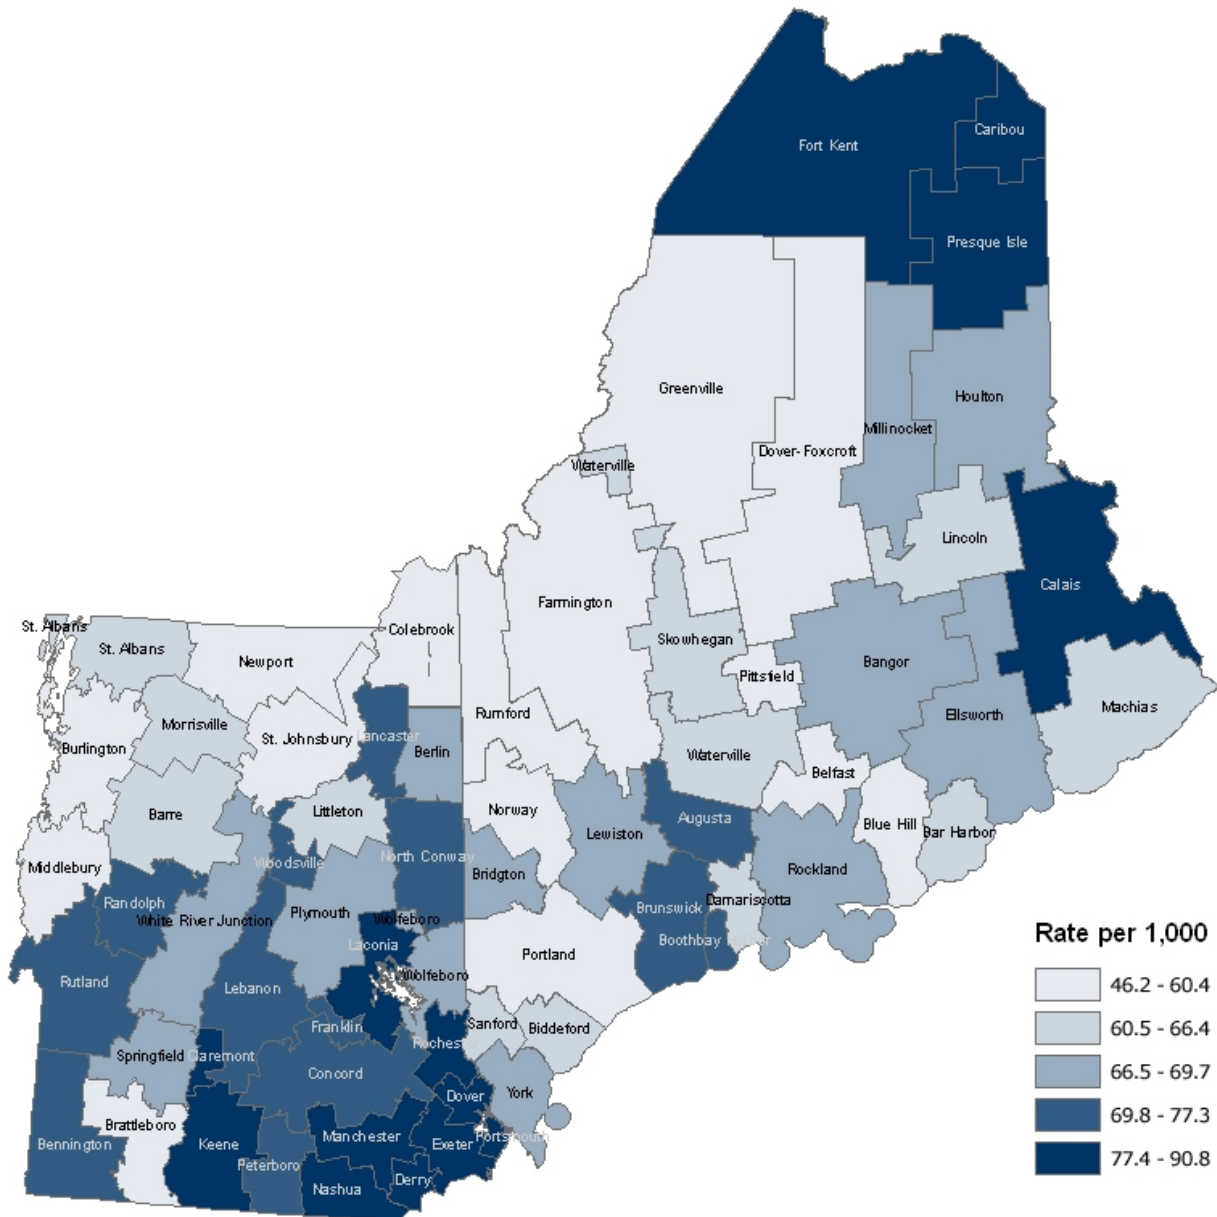 Caribou
Fort Kent
Presque Isle
Greenville
Houlton
Millinocket
Dover-Foxcroft
Waterville
Lincoln
Calais
Farmington
St. Albans
Colebrook
Skowhegan
St. Albans
Newport
Bangor
Pittsfield
Machias
Rumford
Ellsworth
Morrisville
St. Johnsbury
Lancaster
Burlington
Berlin
Waterville
Belfast
Norway
Littleton
Barre
Augusta
Blue Hill
Bar Harbor
Lewiston
North Conway
Woodsville
Middlebury
Bridgton
Rockland
Randolph
Damariscotta
Brunswick
Plymouth
White River Junction
Wolfeboro
Laconia
Boothbay Harbor
Portland
Rutland
Wolfeboro
Lebanon
Sanford
Biddeford
Franklin
Rochester
Springfield
Claremont
Concord
York
Dover
Brattleboro
Portsmouth
Manchester
Bennington
Keene
Exeter
Peterboro
Derry
Nashua
Rate per 1,000
46.2 - 60.4
60.5 - 66.4
66.5 - 69.7
69.8 - 77.3
77.4 - 90.8